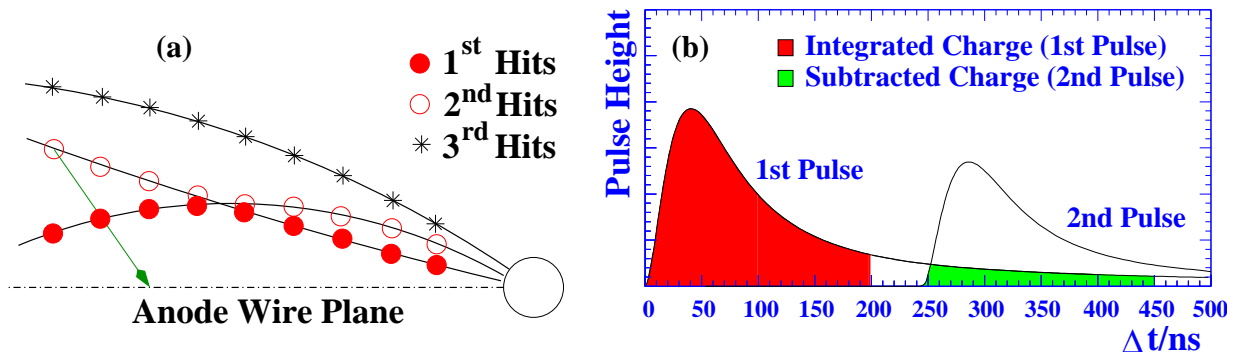 (a)
1st Hits
2nd Hits
3rd Hits
Anode Wire Plane
(b)
Integrated Charge (1st Pulse)
Subtracted Charge (2nd Pulse)
Pulse Height
1st Pulse
2nd Pulse
0 50 100 150 200 250 300 350 400 450 500
Δt/ns